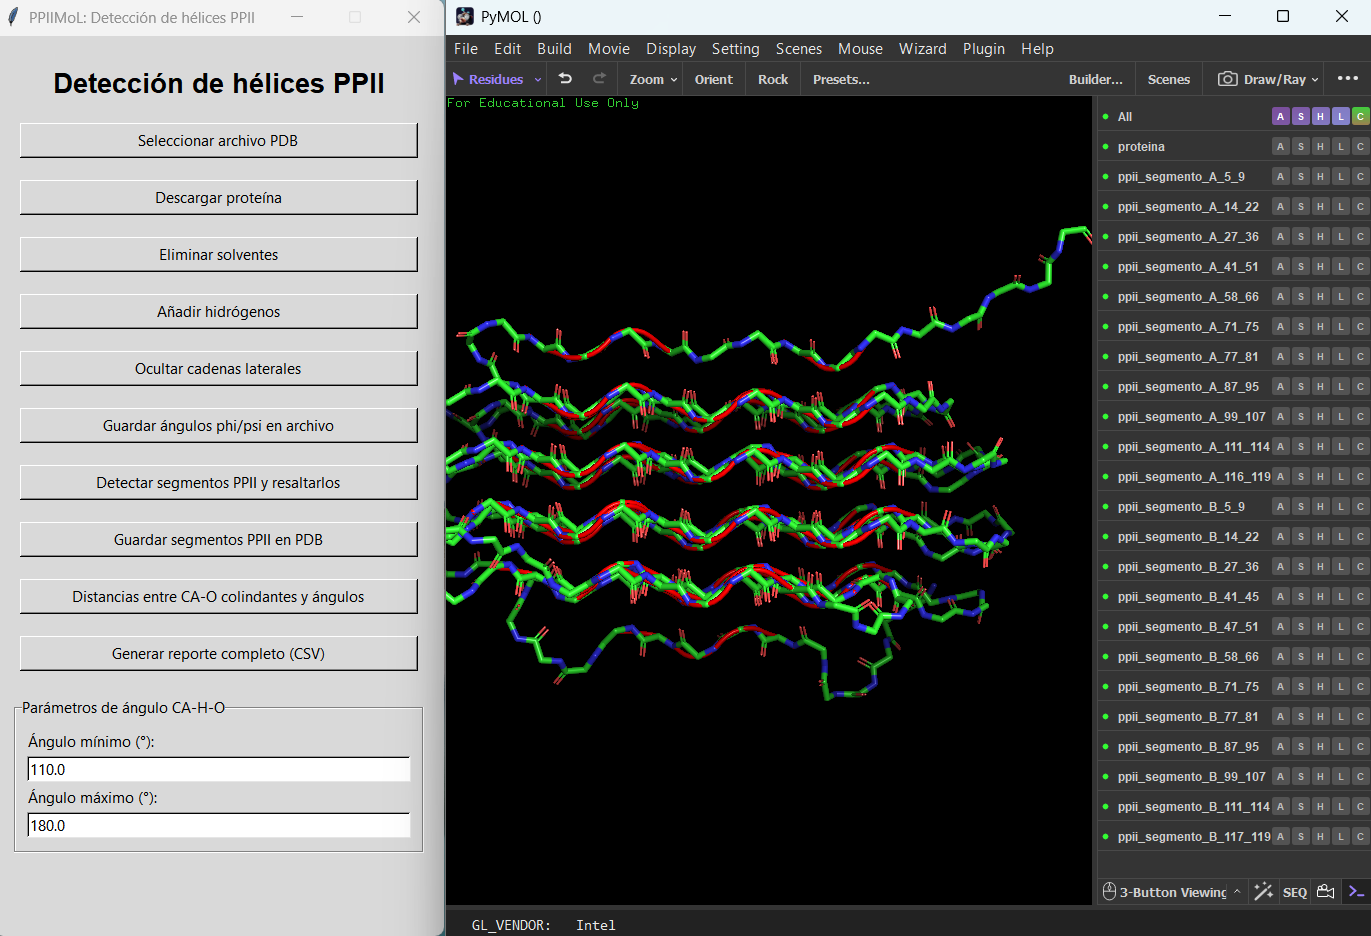 PPIIMoL: Detección de hélices PPII
Detección de hélices PPII
Seleccionar archivo PDB
Descargar proteína
Eliminar solventes
Añadir hidrógenos
Ocultar cadenas laterales
Guardar ángulos phi/psi en archivo
Detectar segmentos PPII y resaltarlos
Guardar segmentos PPII en PDB
Distancias entre CA-O colindantes y ángulos
Generar reporte completo (CSV)
Parámetros de ángulo CA-H-O
Ángulo mínimo (°):
110.0
Ángulo máximo (°):
180.0
PyMOL ()
File Edit Build Movie Display Setting Scenes Mouse Wizard Plugin Help
Residues Zoom Orient Rock Presets... Builder... Scenes Draw/Ray
For Educational Use Only
All A S H L C
proteina A S H L C
ppii_segmento_A_5_9 A S H L C
ppii_segmento_A_14_22 A S H L C
ppii_segmento_A_27_36 A S H L C
ppii_segmento_A_41_51 A S H L C
ppii_segmento_A_58_66 A S H L C
ppii_segmento_A_71_75 A S H L C
ppii_segmento_A_77_81 A S H L C
ppii_segmento_A_87_95 A S H L C
ppii_segmento_A_99_107 A S H L C
ppii_segmento_A_111_114 A S H L C
ppii_segmento_A_116_119 A S H L C
ppii_segmento_B_5_9 A S H L C
ppii_segmento_B_14_22 A S H L C
ppii_segmento_B_27_36 A S H L C
ppii_segmento_B_41_45 A S H L C
ppii_segmento_B_47_51 A S H L C
ppii_segmento_B_58_66 A S H L C
ppii_segmento_B_71_75 A S H L C
ppii_segmento_B_77_81 A S H L C
ppii_segmento_B_87_95 A S H L C
ppii_segmento_B_99_107 A S H L C
ppii_segmento_B_111_114 A S H L C
ppii_segmento_B_117_119 A S H L C
3-Button Viewing SEQ
GL_VENDOR: Intel